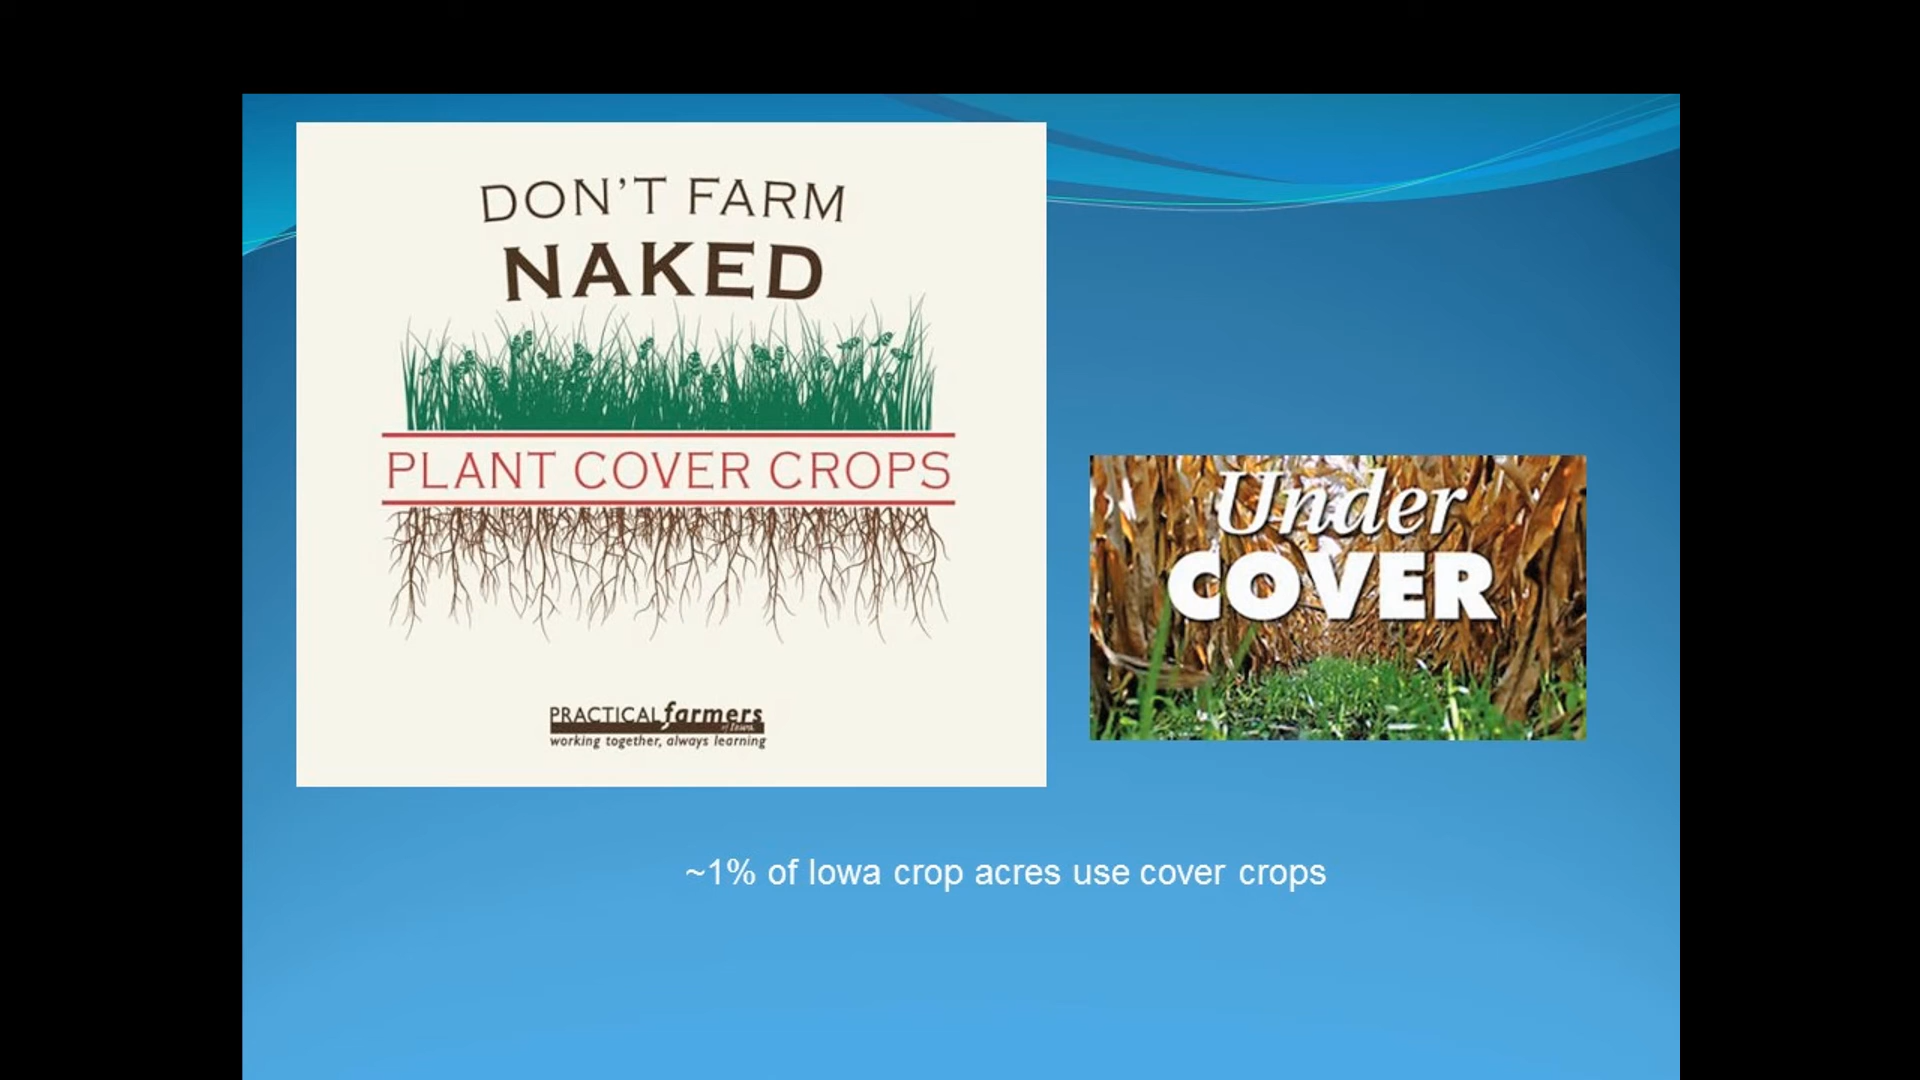 DON'T FARM
NAKED
PLANT COVER CROPS
PRACTICAL farmers
of Iowa
working together, always learning
Under
COVER
~1% of Iowa crop acres use cover crops